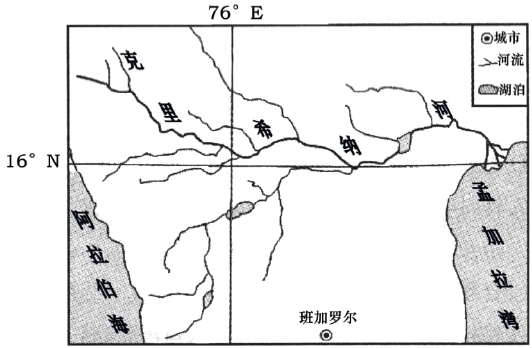 76° E
城市
河流
湖泊
克里希纳河
16° N
阿拉伯海
孟加拉湾
班加罗尔